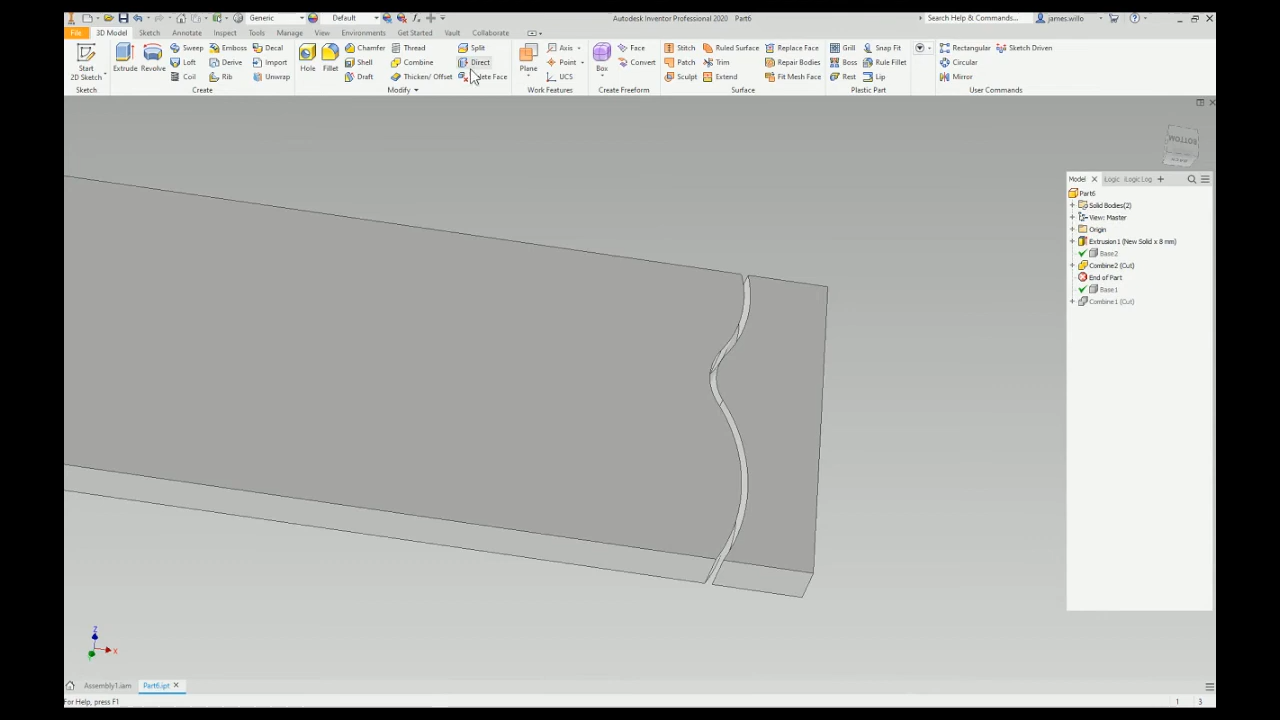 Generic Default Autodesk Inventor Professional 2020 Part6 Search Help & Commands... james.willo
File 3D Model Sketch Annotate Inspect Tools Manage View Environments Get Started Vault Collaborate
Sweep Emboss Decal Chamfer Thread Split Axis Face Stitch Ruled Surface Replace Face Grill Snap Fit Rectangular Sketch Driven
Start 2D Sketch Extrude Revolve Loft Derive Import Hole Fillet Shell Combine Direct Plane Point Box Convert Patch Trim Repair Bodies Boss Rule Fillet Circular
Coil Rib Unwrap Draft Thicken/ Offset Face UCS Sculpt Extend Fit Mesh Face Rest Lip Mirror
Sketch Create Modify Work Features Create Freeform Surface Plastic Part User Commands
BOTTOM
Model iLogic Log
Part6
Solid Bodies(2)
View: Master
Origin
Extrusion1 (New Solid x 8 mm)
Base2
Combine2 (Cut)
End of Part
Base1
Combine1 (Cut)
Z
X
Assembly1.iam Part6.ipt
For Help, press F1 1 3